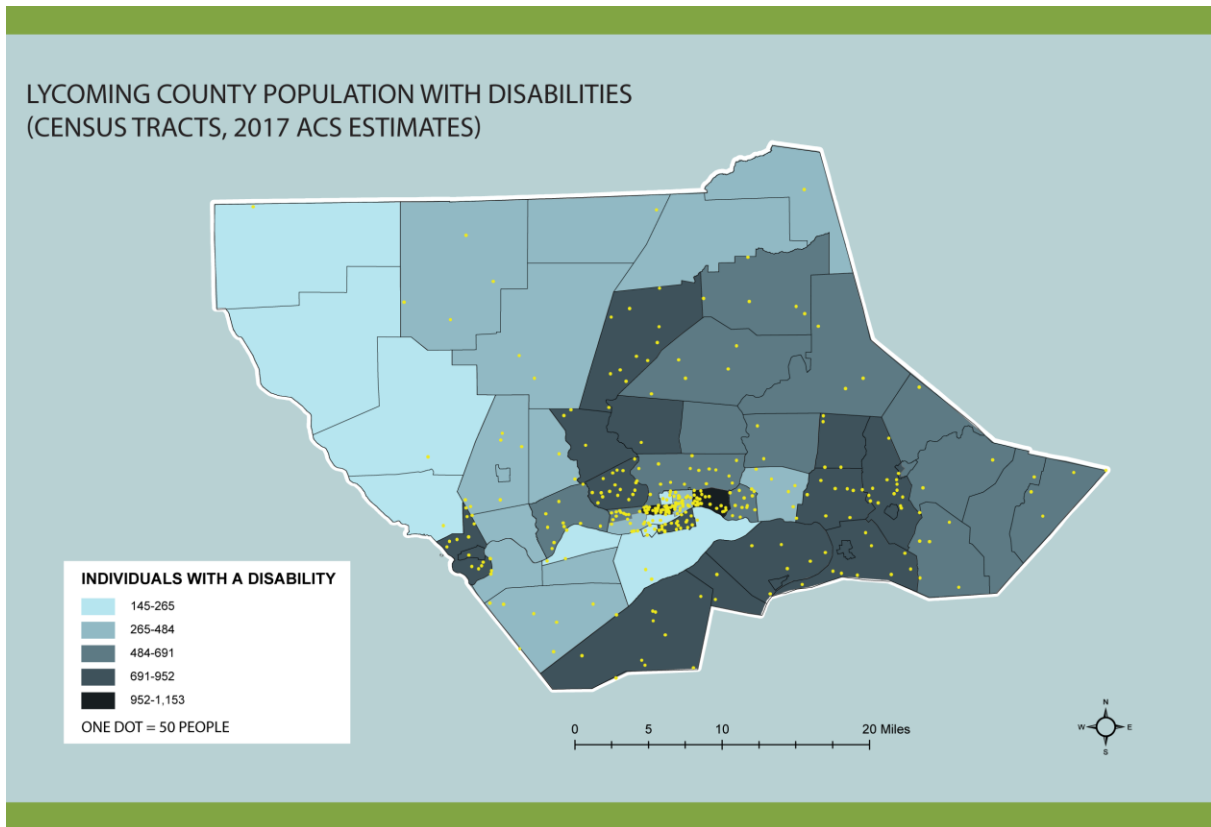 LYCOMING COUNTY POPULATION WITH DISABILITIES
(CENSUS TRACTS, 2017 ACS ESTIMATES)
INDIVIDUALS WITH A DISABILITY
145-265
265-484
484-691
691-952
952-1,153
ONE DOT = 50 PEOPLE
0 5 10 20 Miles
N
W E
S